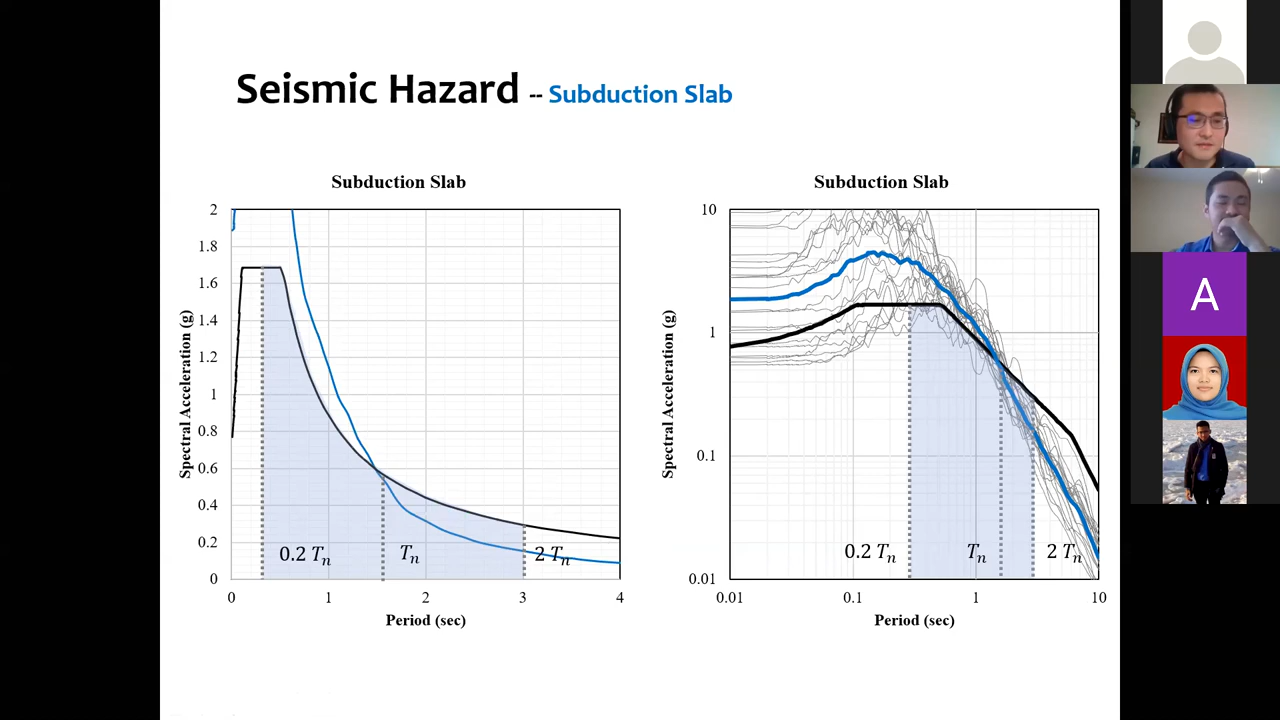 Seismic Hazard -- Subduction Slab
Subduction Slab
Spectral Acceleration (g)
2
1.8
1.6
1.4
1.2
1
0.8
0.6
0.4
0.2
0
0.2 Tn
Tn
2 Tn
0 1 2 3 4
Period (sec)
Subduction Slab
Spectral Acceleration (g)
10
1
0.1
0.01
0.2 Tn
Tn
2 Tn
0.01 0.1 1 10
Period (sec)
A